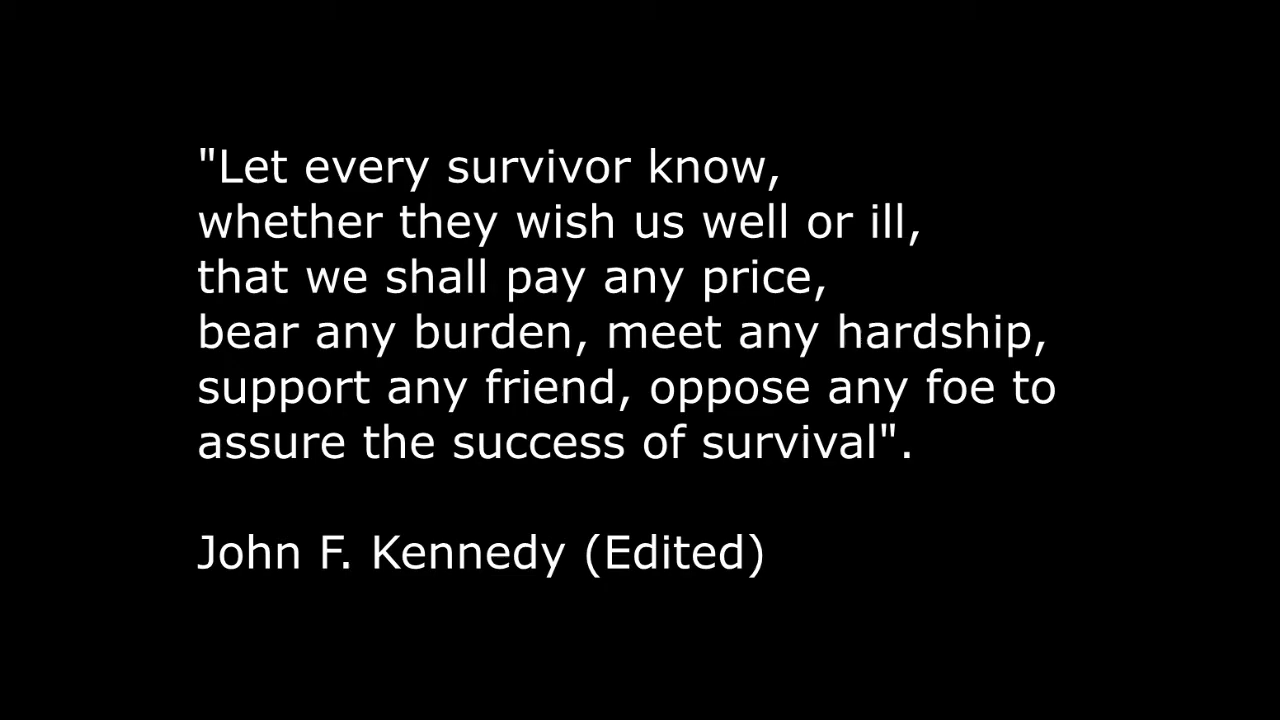 "Let every survivor know,
whether they wish us well or ill,
that we shall pay any price,
bear any burden, meet any hardship,
support any friend, oppose any foe to
assure the success of survival".
John F. Kennedy (Edited)